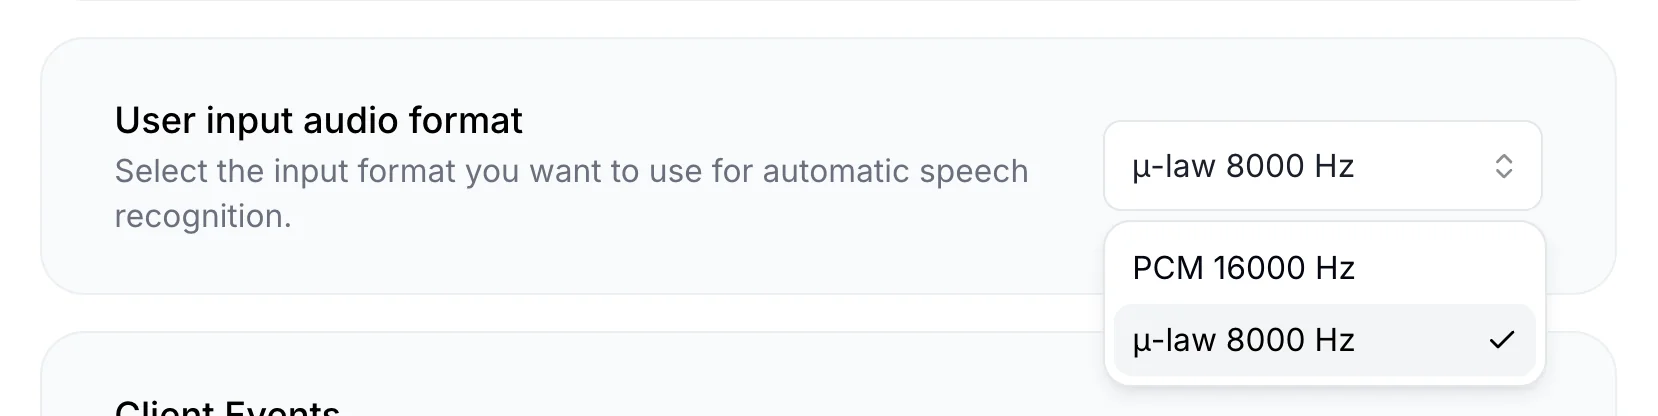 User input audio format
Select the input format you want to use for automatic speech
recognition.
μ-law 8000 Hz
PCM 16000 Hz
μ-law 8000 Hz
Client Events